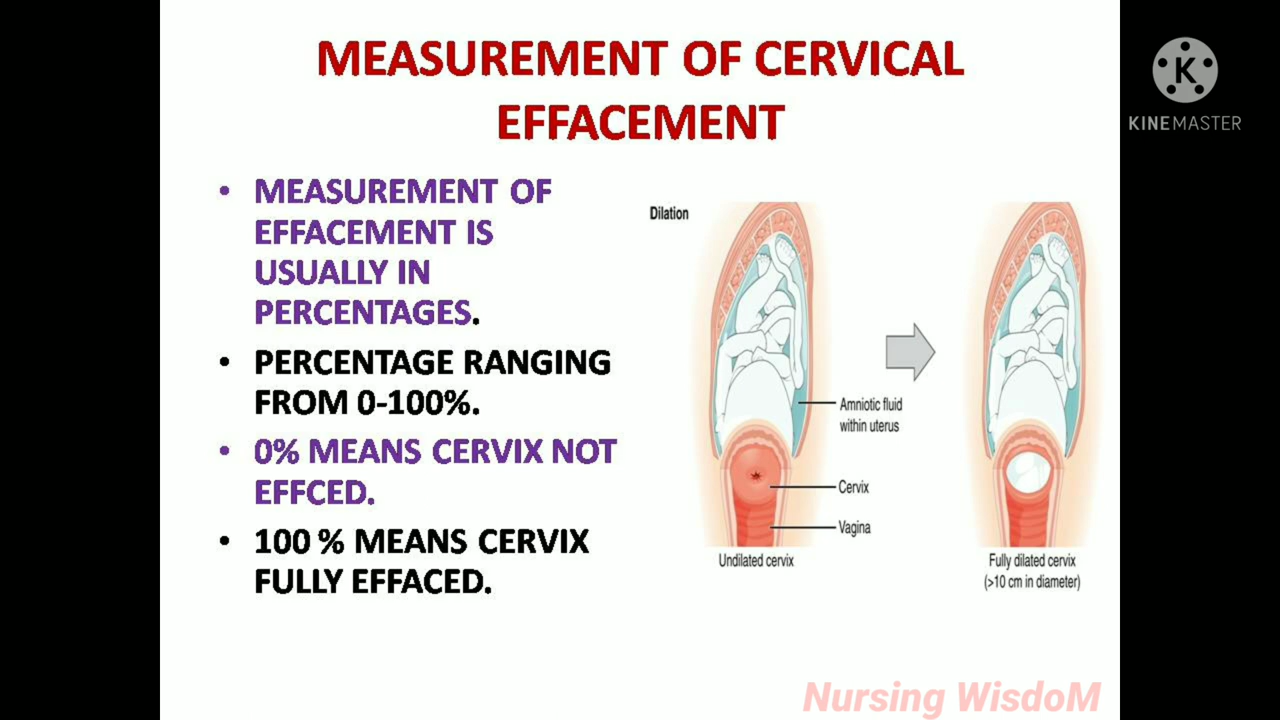 MEASUREMENT OF CERVICAL
EFFACEMENT
• MEASUREMENT OF
EFFACEMENT IS
USUALLY IN
PERCENTAGES.
• PERCENTAGE RANGING
FROM 0-100%.
• 0% MEANS CERVIX NOT
EFFCED.
• 100 % MEANS CERVIX
FULLY EFFACED.
Dilation
Amniotic fluid
within uterus
Cervix
Vagina
Undilated cervix
Fully dilated cervix
(>10 cm in diameter)
K
KINEMASTER
Nursing WisdoM